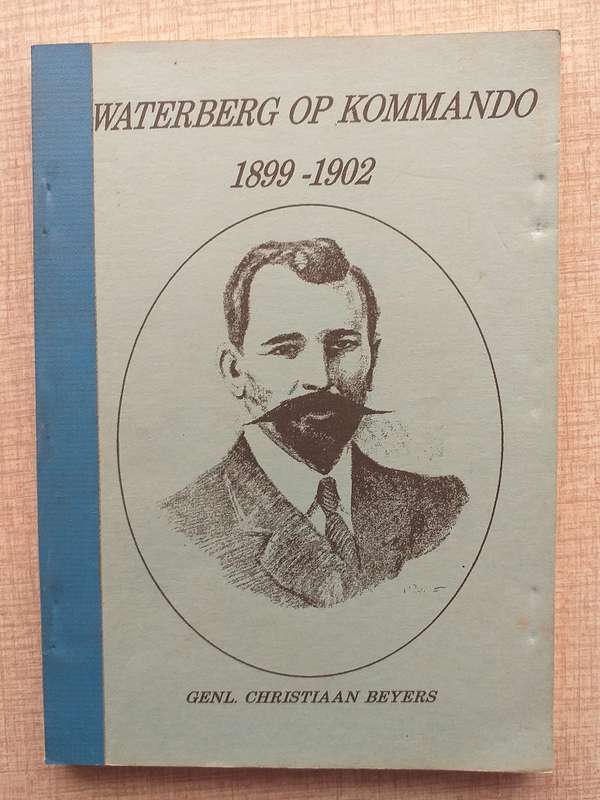 WATERBERG OP KOMMANDO
1899 -1902
GENL. CHRISTIAAN BEYERS